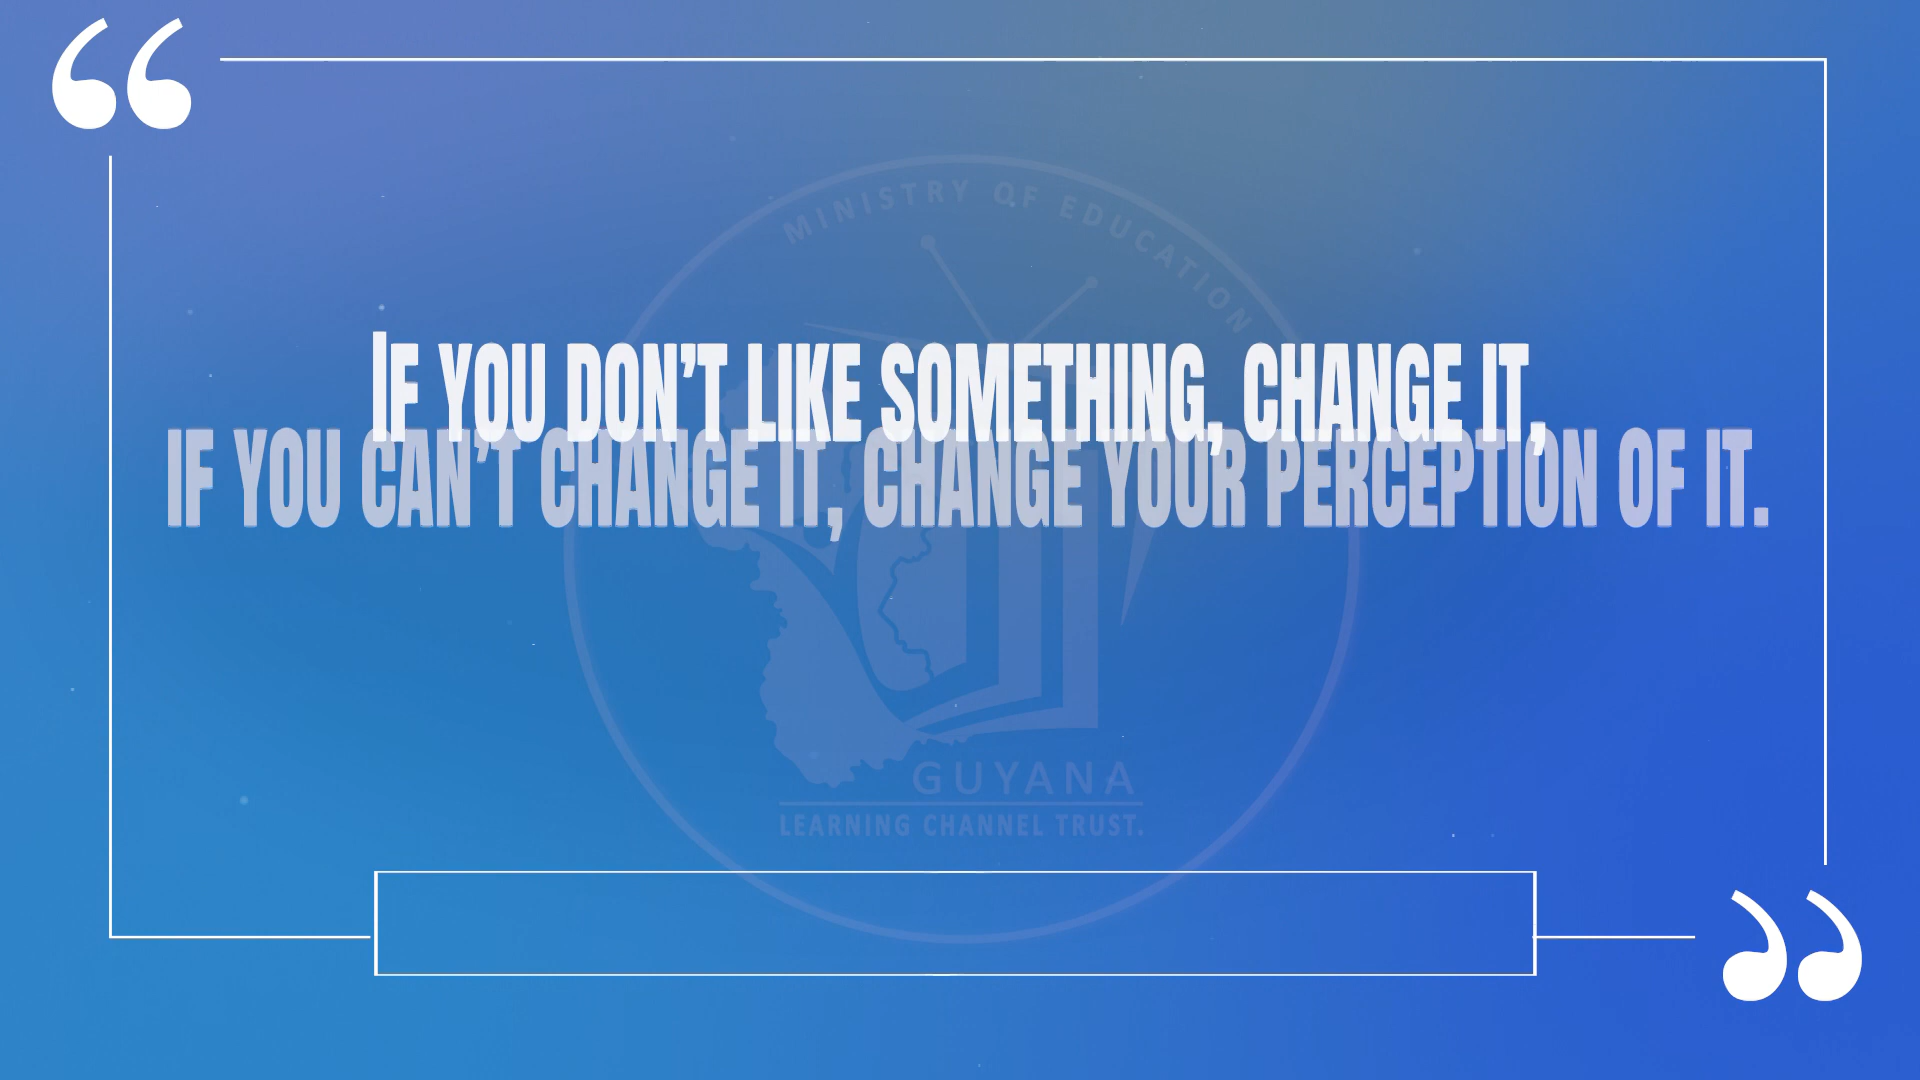 MINISTRY OF EDUCATION
IF YOU DON'T LIKE SOMETHING, CHANGE IT,
IF YOU CAN'T CHANGE IT, CHANGE YOUR PERCEPTION OF IT.
GUYANA
LEARNING CHANNEL TRUST.